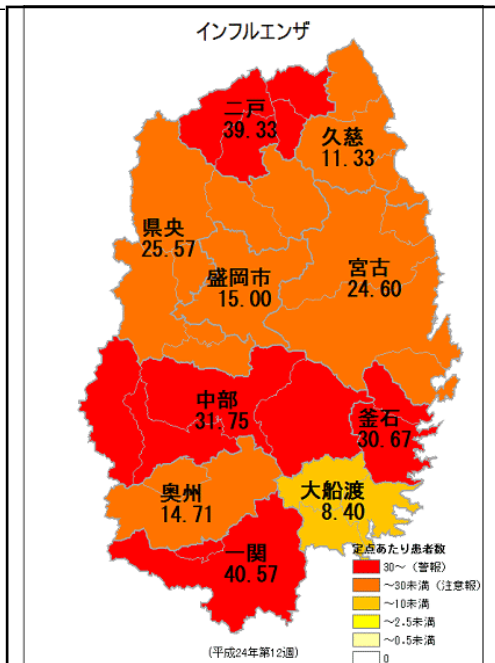 インフルエンザ
二戸
39.33
久慈
11.33
県央
25.57
盛岡市
15.00
宮古
24.60
中部
31.75
釜石
30.67
奥州
14.71
大船渡
8.40
一関
40.57
定点あたり患者数
30～（警報）
～30未満（注意報）
～10未満
～2.5未満
～0.5未満
0
(平成24年第12週)